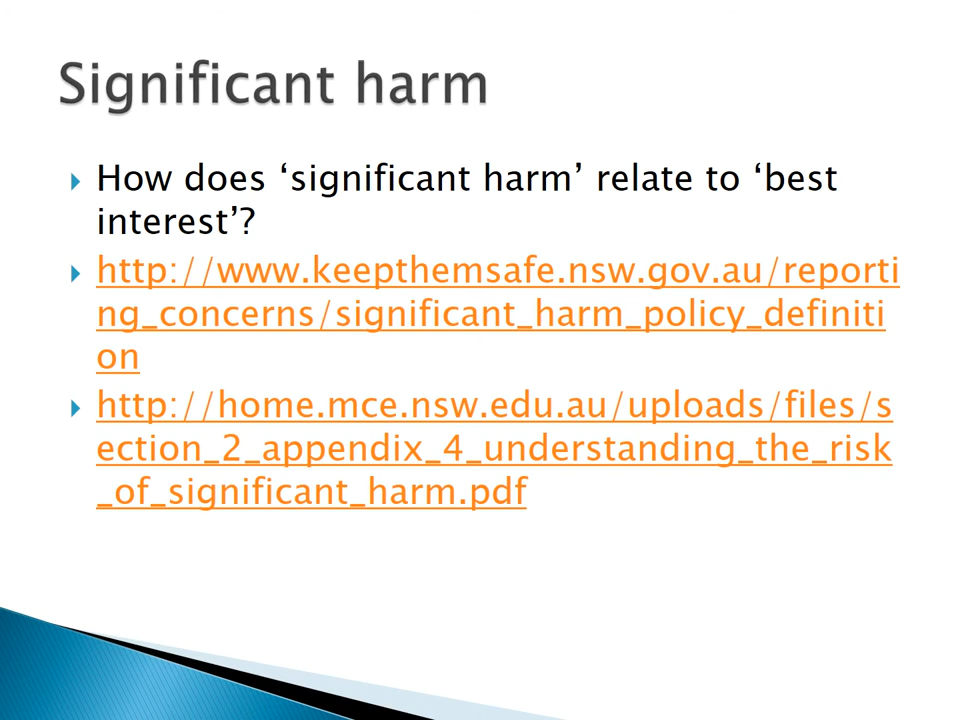 Significant harm
How does ‘significant harm’ relate to ‘best
interest’?
http://www.keepthemsafe.nsw.gov.au/reporti
ng_concerns/significant_harm_policy_definiti
on
http://home.mce.nsw.edu.au/uploads/files/s
ection_2_appendix_4_understanding_the_risk
_of_significant_harm.pdf